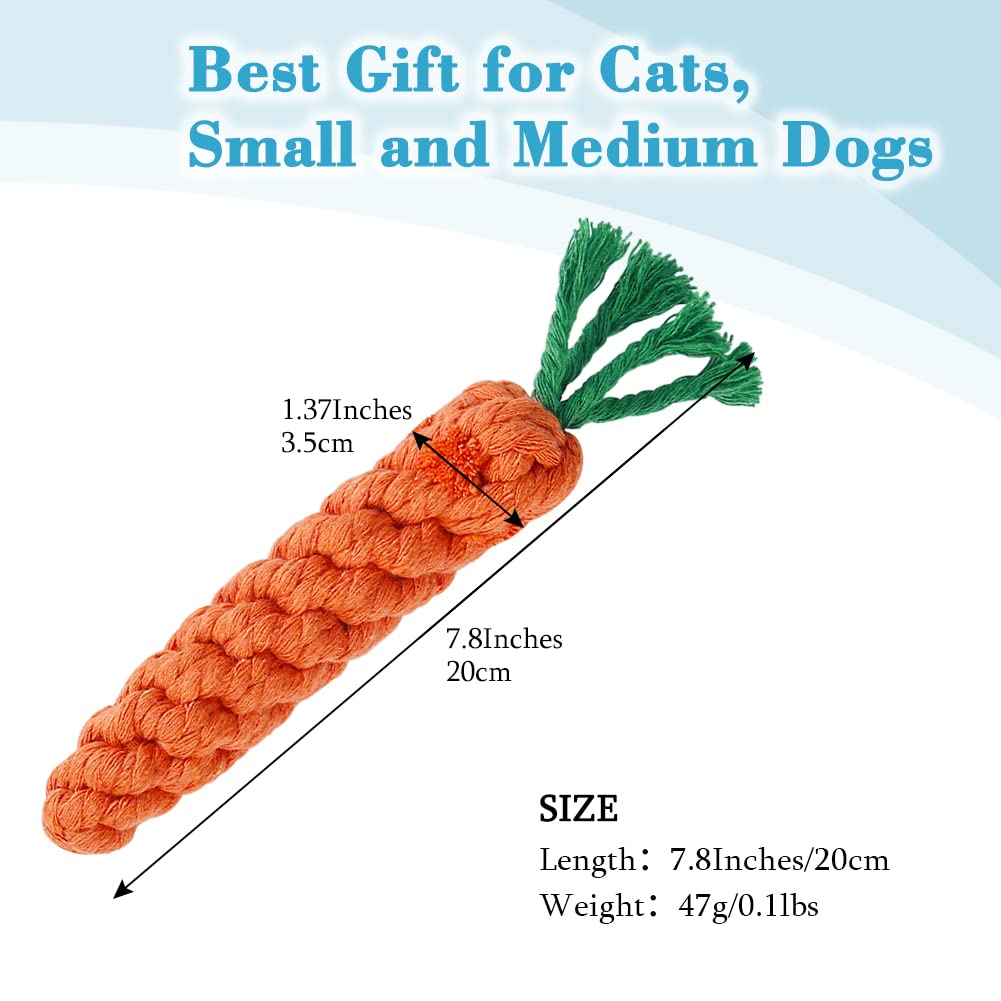 Best Gift for Cats,
Small and Medium Dogs
1.37Inches
3.5cm
7.8Inches
20cm
SIZE
Length：7.8Inches/20cm
Weight：47g/0.1lbs